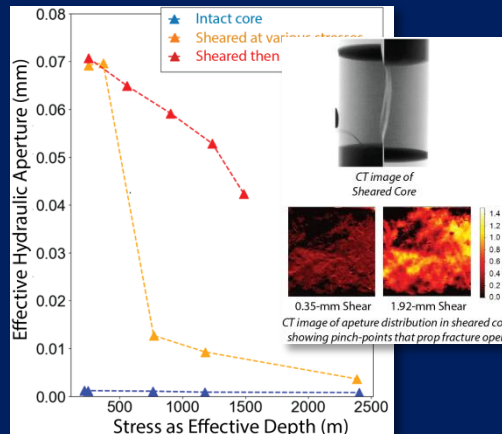 0.08
0.07
0.06
0.05
0.04
0.03
0.02
0.01
0.00
Effective Hydraulic Aperture (mm)
Intact core
Sheared at various stresses
Sheared then
500
1000
1500
2000
2500
Stress as Effective Depth (m)
CT image of
Sheared Core
1.4
1.2
1.0
0.8
0.6
0.4
0.2
0.0
0.35-mm Shear
1.92-mm Shear
CT image of apeture distribution in sheared co
showing pinch-points that prop fracture ope